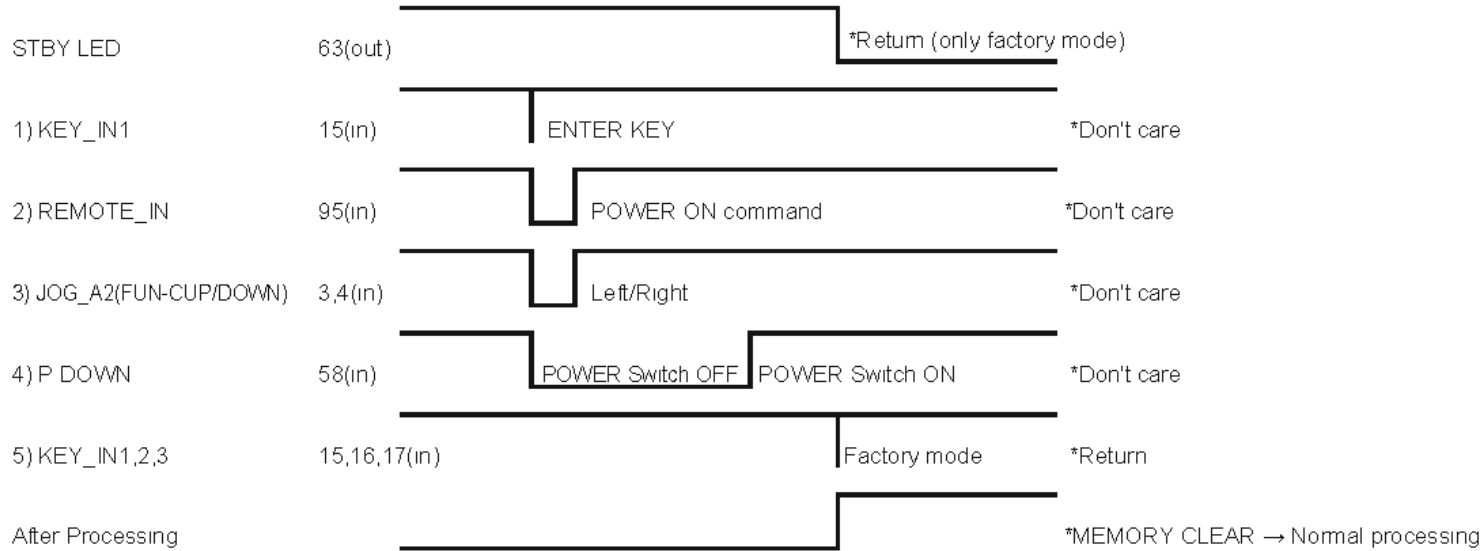 STBY LED 63(out) *Return (only factory mode)
1) KEY_IN1 15(in) ENTER KEY *Don't care
2) REMOTE_IN 95(in) POWER ON command *Don't care
3) JOG_A2(FUN-CUP/DOWN) 3,4(in) Left/Right *Don't care
4) P DOWN 58(in) POWER Switch OFF POWER Switch ON *Don't care
5) KEY_IN1,2,3 15,16,17(in) Factory mode *Return
After Processing *MEMORY CLEAR → Normal processing